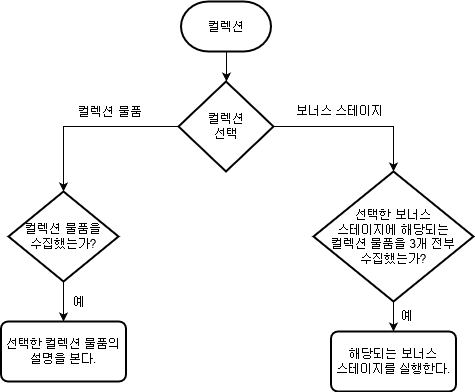 컬렉션
컬렉션 물품
보너스 스테이지
컬렉션
선택
컬렉션 물품을
수집했는가?
선택한 보너스
스테이지에 해당되는
컬렉션 물품을 3개 전부
수집했는가?
예
예
선택한 컬렉션 물품의
설명을 본다.
해당되는 보너스
스테이지를 실행한다.